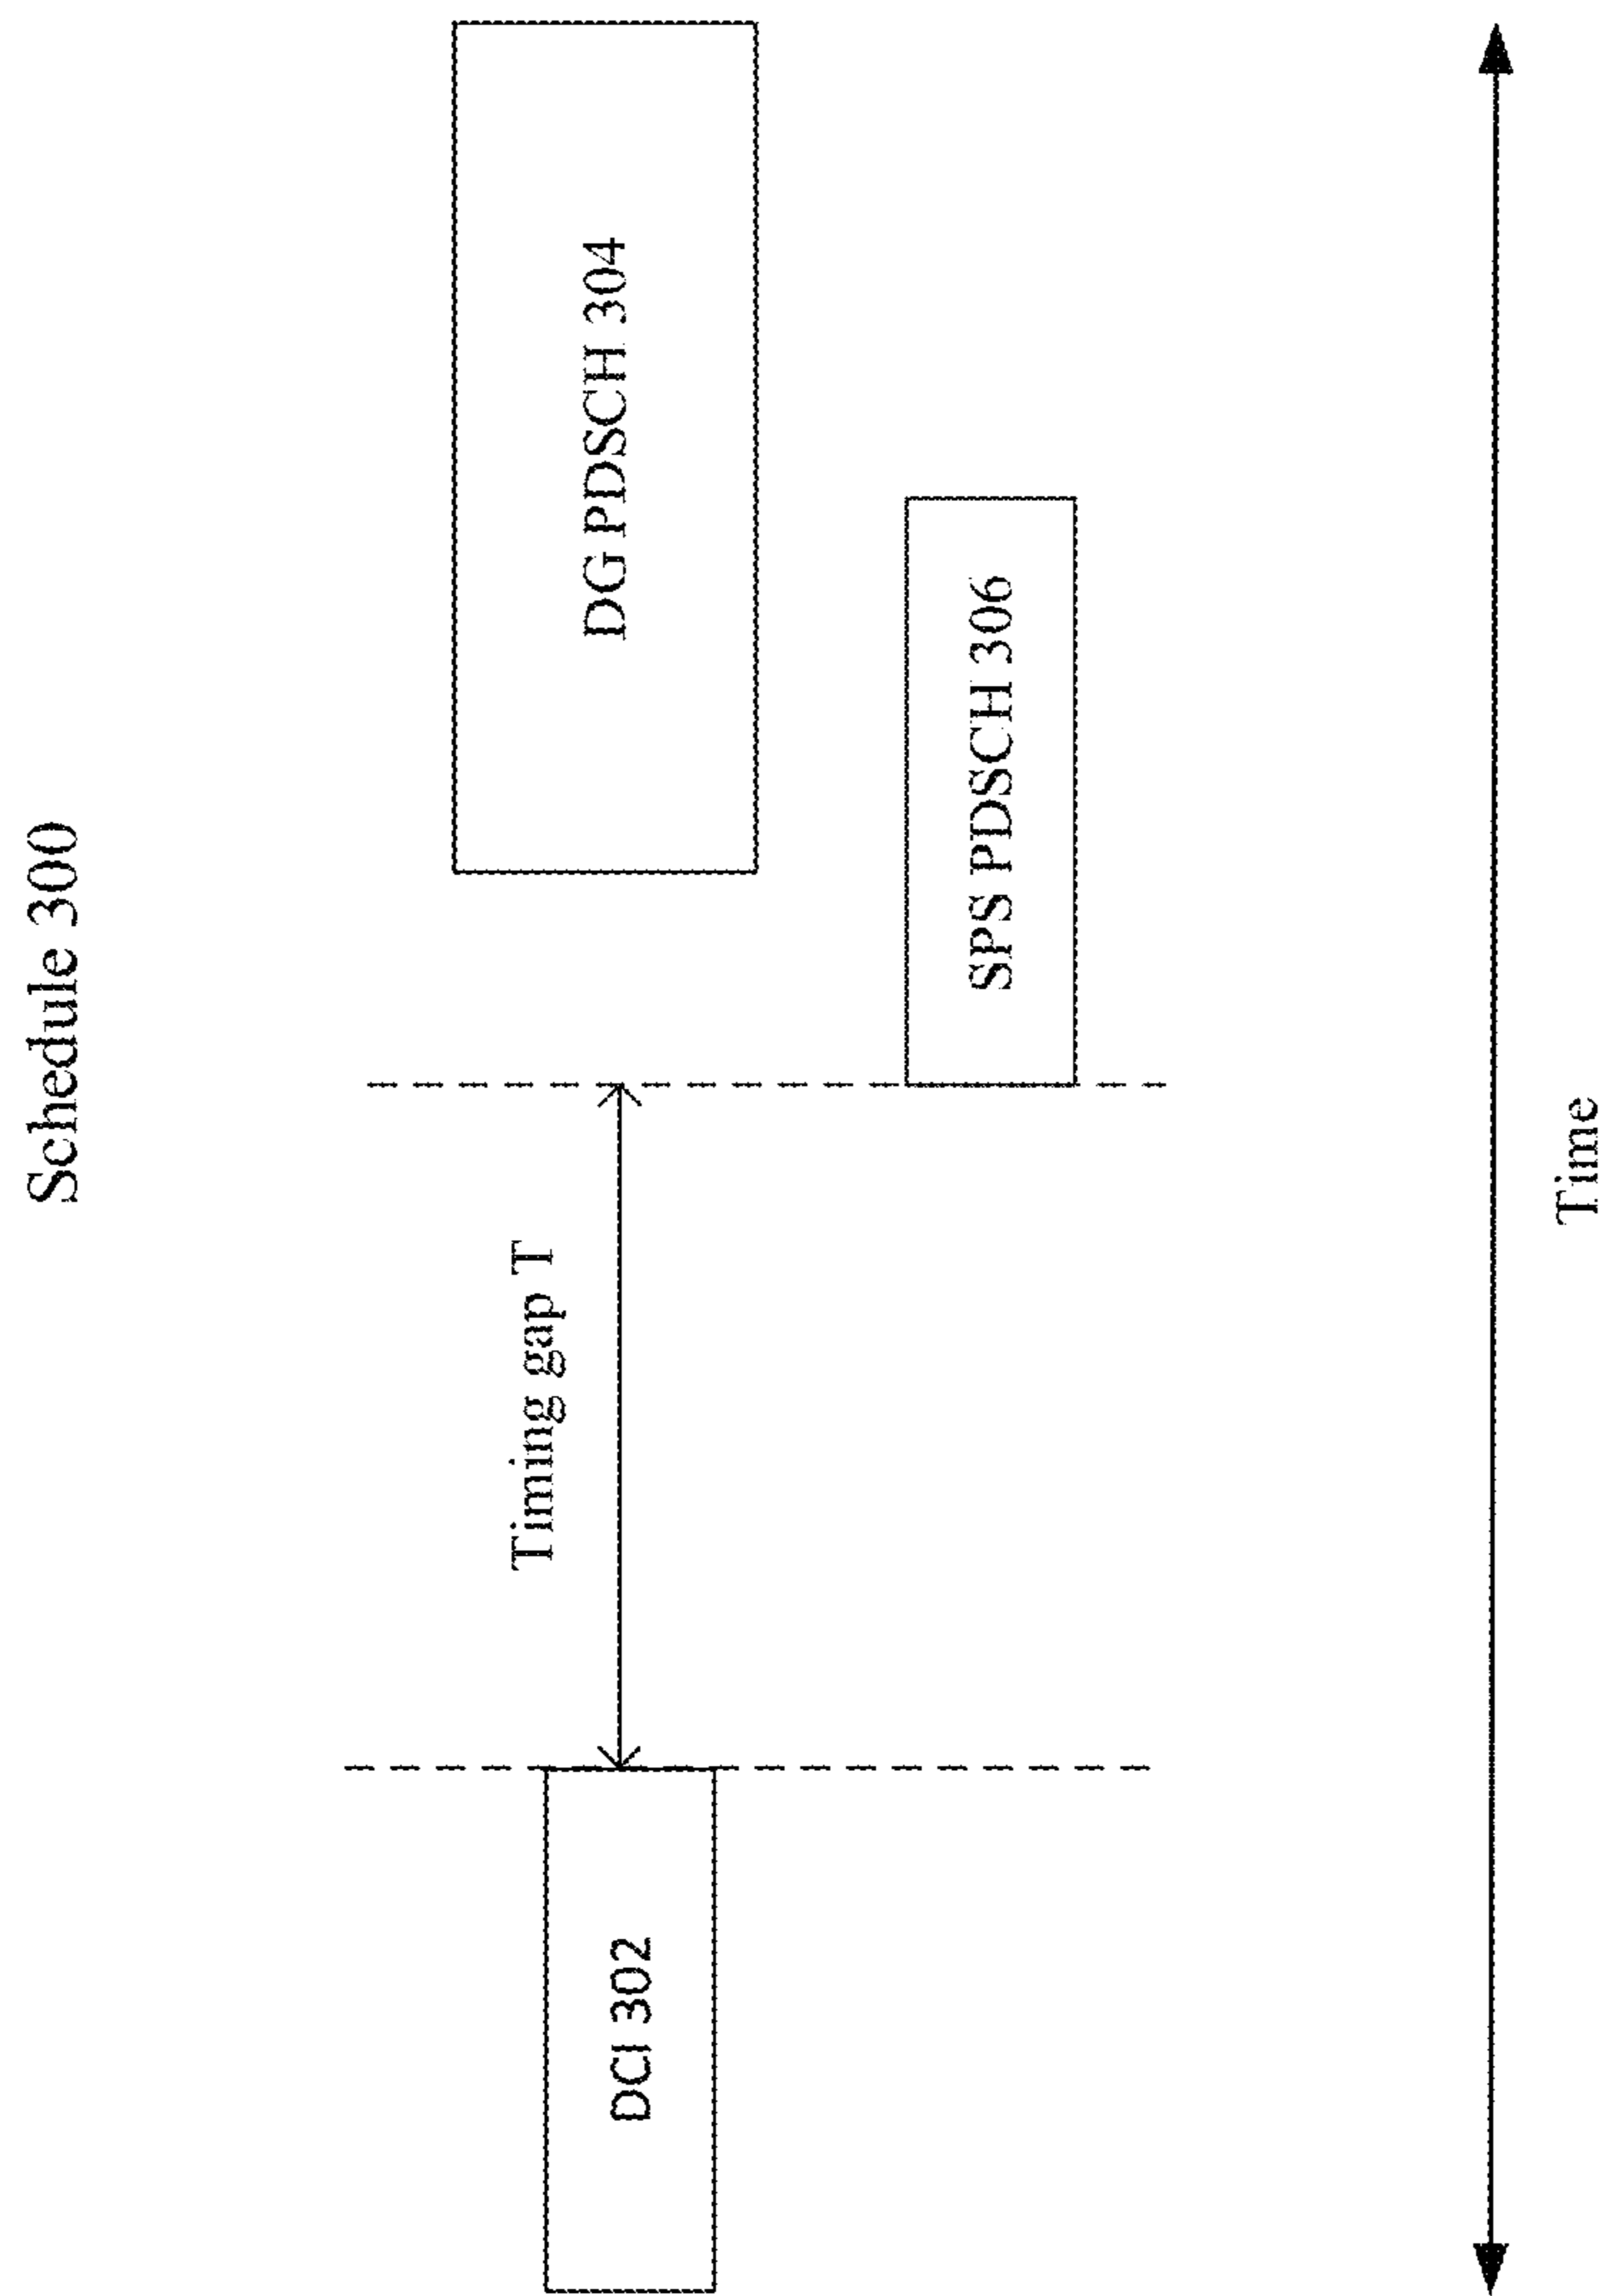 Schedule 300
DCI 302
Timing gap T
DG PDSCH 304
SPS PDSCH 306
Time